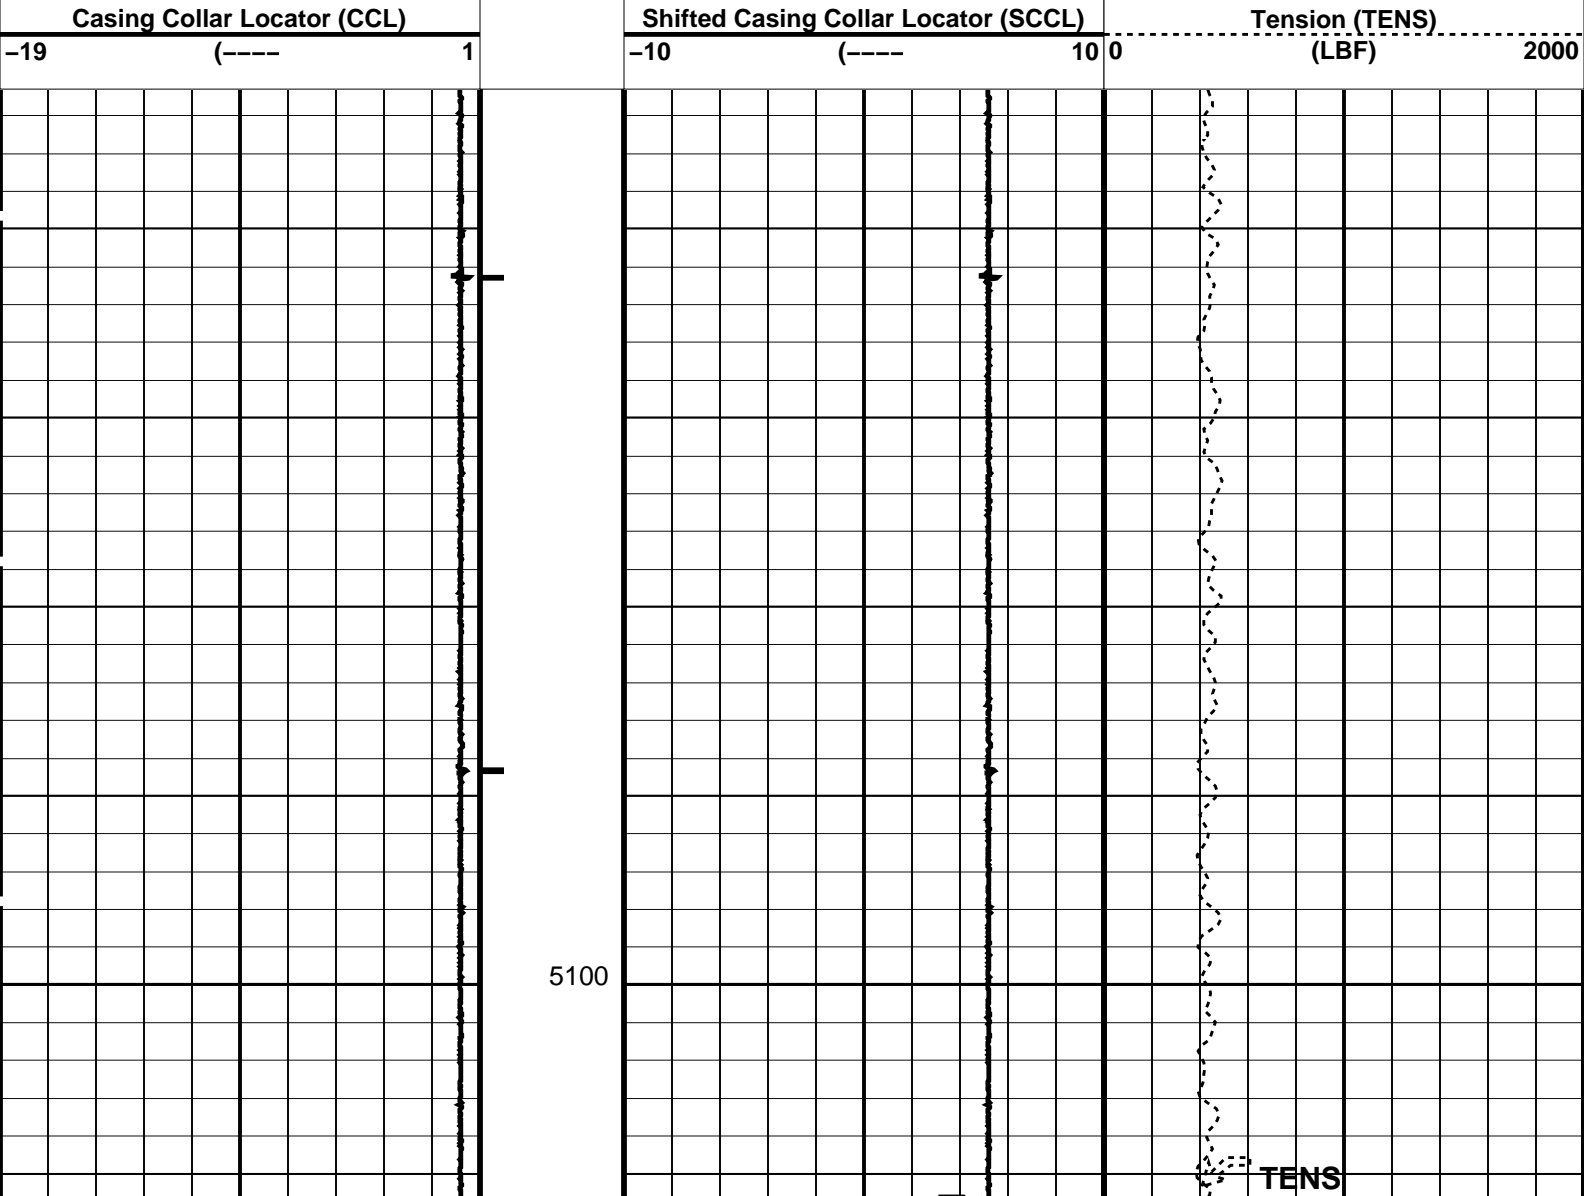 Casing Collar Locator (CCL) Shifted Casing Collar Locator (SCCL) Tension (TENS)
−19 (−−−− 1 −10 (−−−− 10 0 (LBF) 2000
5100
TENS